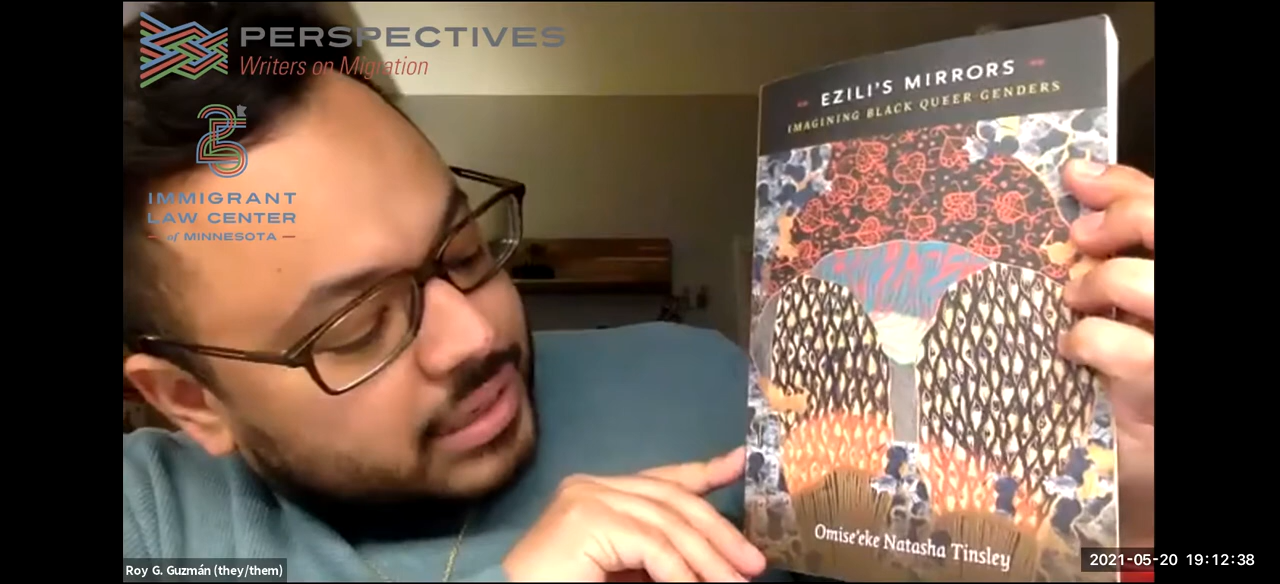 PERSPECTIVES
Writers on Migration
IMMIGRANT
LAW CENTER
of MINNESOTA
EZILI'S MIRRORS
IMAGINING BLACK QUEER GENDERS
Omise'eke Natasha Tinsley
Roy G. Guzmán (they/them)
2021-05-20 19:12:38